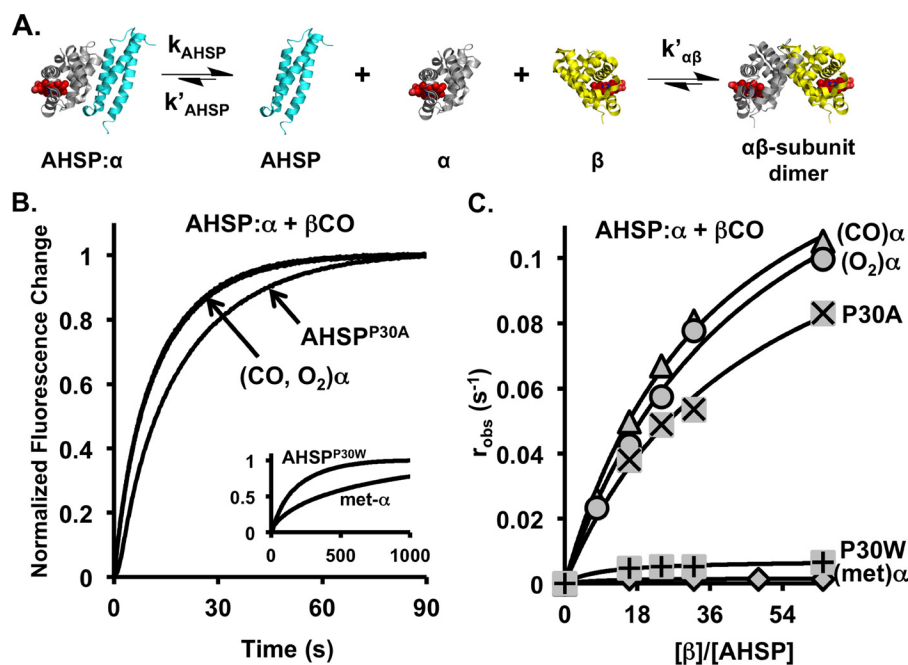 A.
k_AHSP
k'_AHSP
+
+
k'_αβ
AHSP:α
AHSP
α
β
αβ-subunit
dimer
B.
AHSP:α + βCO
Normalized Fluorescence Change
1
0.8
0.6
0.4
0.2
0
0
30
60
90
Time (s)
AHSP^P30A
(CO, O₂)α
1
0.5
0
0
500
1000
AHSP^P30W
met-α
C.
AHSP:α + βCO
r_obs (s⁻¹)
0.1
0.08
0.06
0.04
0.02
0
0
18
36
54
[β]/[AHSP]
(CO)α
(O₂)α
P30A
P30W
(met)α